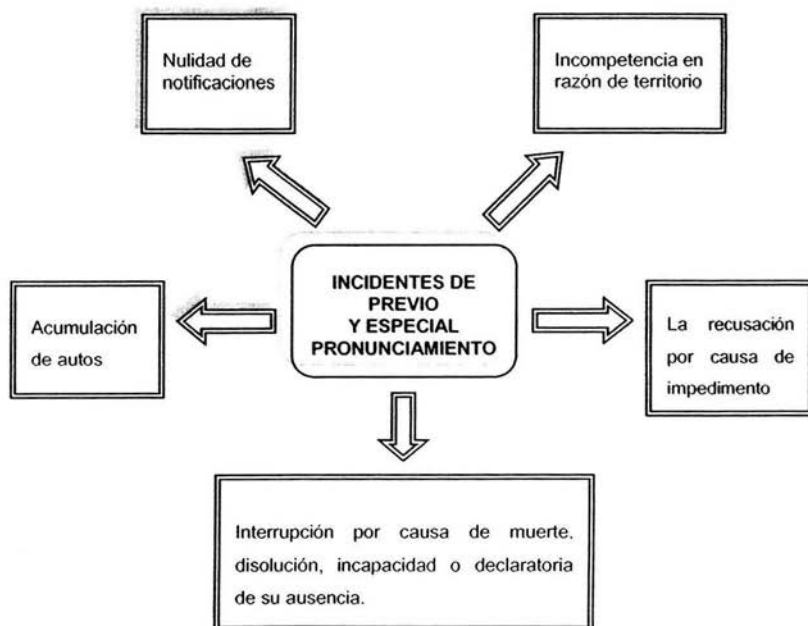 Nulidad de
notificaciones
Incompetencia en
razón de territorio
INCIDENTES DE
PREVIO
Y ESPECIAL
PRONUNCIAMIENTO
Acumulación
de autos
La recusación
por causa de
impedimento
Interrupción por causa de muerte,
disolución, incapacidad o declaratoria
de su ausencia.